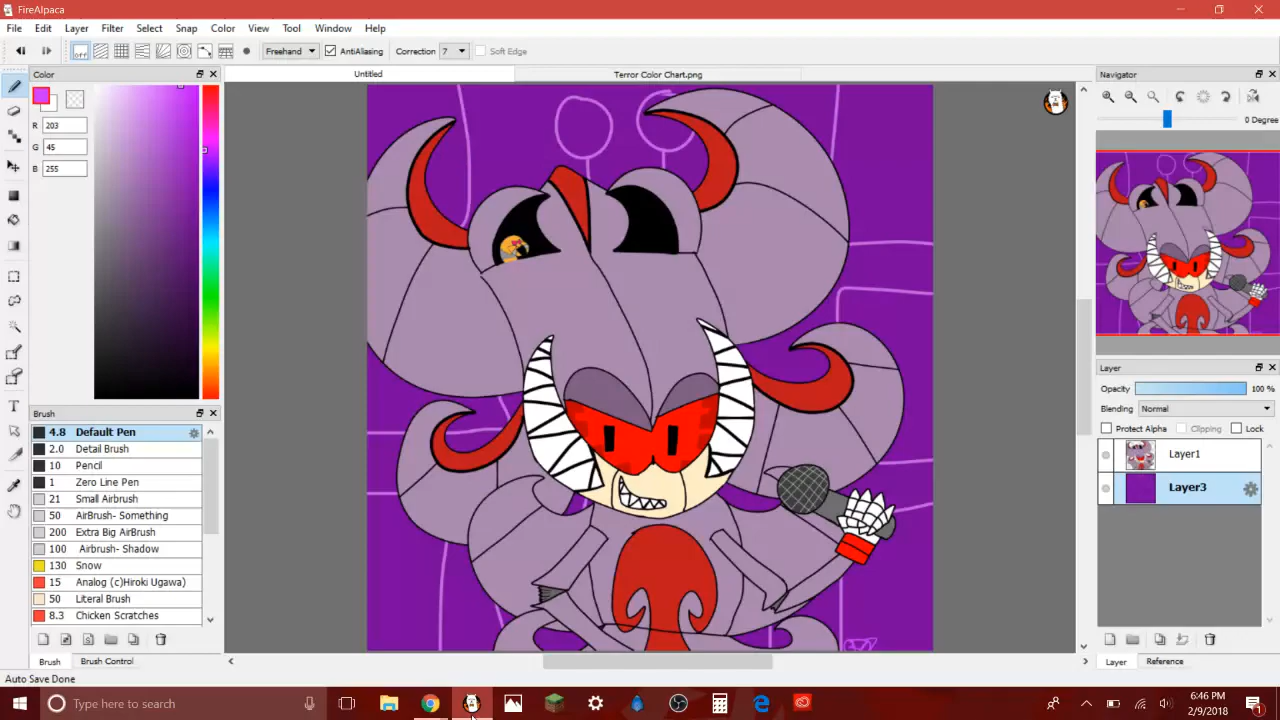 FireAlpaca
File Edit Layer Filter Select Snap Color View Tool Window Help
off Freehand AntiAliasing Correction 7 Soft Edge
Color
Untitled
Terror Color Chart.png
Navigator
R 203
G 45
B 255
0 Degree
Brush
4.8 Default Pen
2.0 Detail Brush
10 Pencil
1 Zero Line Pen
21 Small Airbrush
50 AirBrush- Something
200 Extra Big AirBrush
100 Airbrush- Shadow
130 Snow
15 Analog (c)Hiroki Ugawa)
50 Literal Brush
8.3 Chicken Scratches
Brush Brush Control
Layer
Opacity 100 %
Blending Normal
Protect Alpha Clipping Lock
Layer1
Layer3
Layer Reference
Auto Save Done
Type here to search
6:46 PM
2/9/2018
1